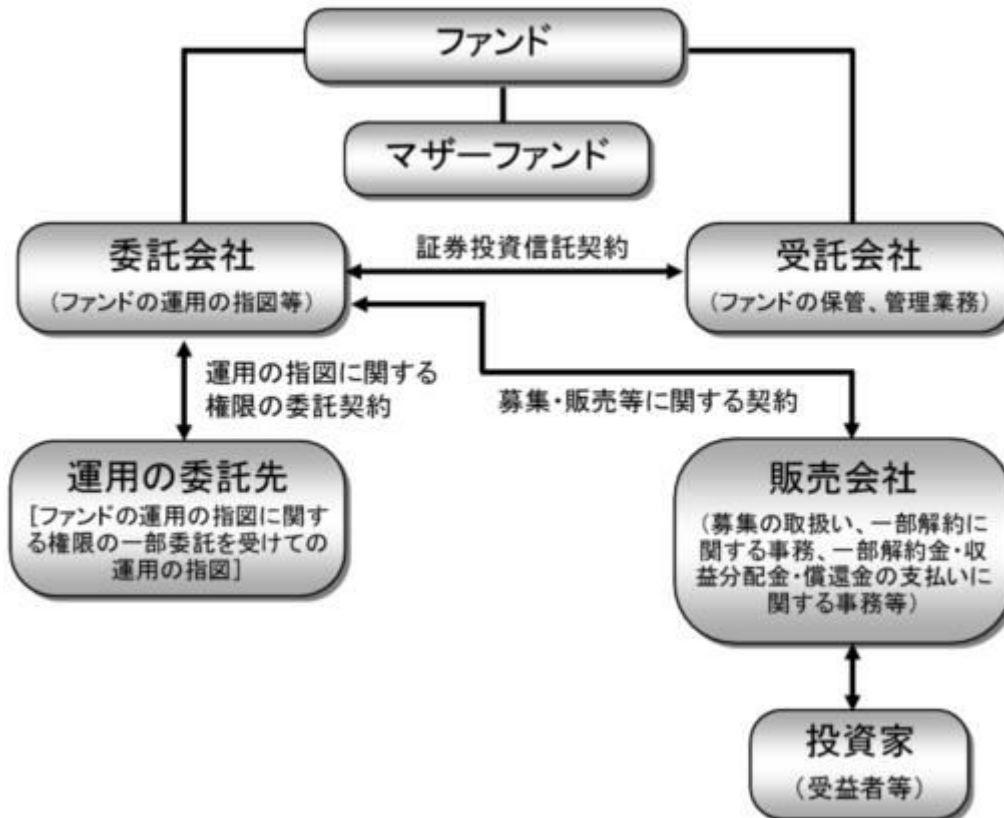 ファンド
マザーファンド
委託会社
（ファンドの運用の指図等）
証券投資信託契約
受託会社
（ファンドの保管、管理業務）
運用の指図に関する
権限の委託契約
募集・販売等に関する契約
運用の委託先
［ファンドの運用の指図に関す
る権限の一部委託を受けての
運用の指図］
販売会社
（募集の取扱い、一部解約に
関する事務、一部解約金・収
益分配金・償還金の支払いに
関する事務等）
投資家
（受益者等）